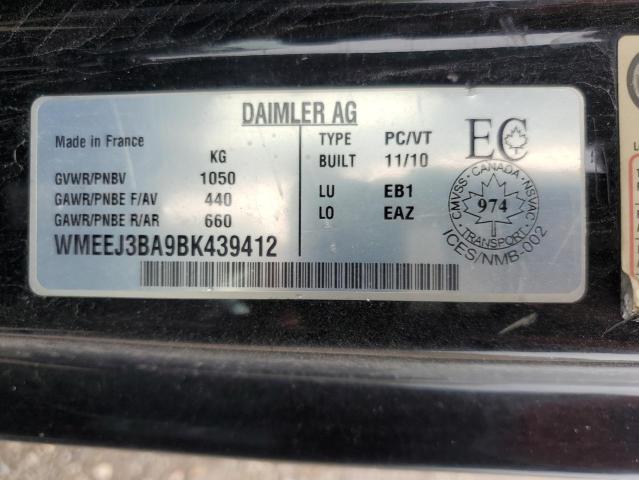 DAIMLER AG
Made in France
KG
GVWR/PNBV 1050
GAWR/PNBE F/AV 440
GAWR/PNBE R/AR 660
WMEEJ3BA9BK439412
TYPE PC/VT
BUILT 11/10
LU EB1
LO EAZ
EC
CMVSS · CANADA · NSVAC
974
TRANSPORT
ICES/NMB-002